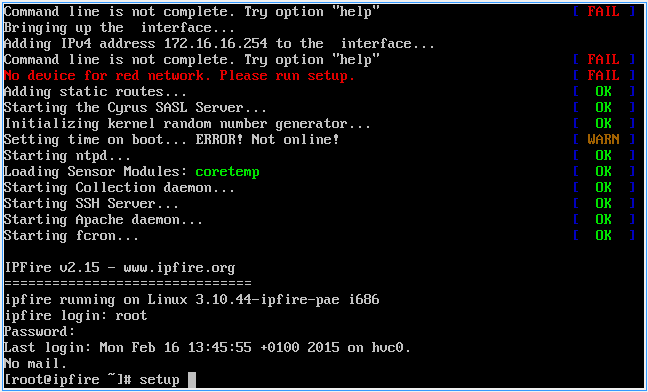 Command line is not complete. Try option "help" [ FAIL ]
Bringing up the  interface...
Adding IPv4 address 172.16.16.254 to the  interface...
Command line is not complete. Try option "help" [ FAIL ]
No device for red network. Please run setup. [ FAIL ]
Adding static routes... [ OK ]
Starting the Cyrus SASL Server... [ OK ]
Initializing kernel random number generator... [ OK ]
Setting time on boot... ERROR! Not online! [ WARN ]
Starting ntpd... [ OK ]
Loading Sensor Modules: coretemp [ OK ]
Starting Collection daemon... [ OK ]
Starting SSH Server... [ OK ]
Starting Apache daemon... [ OK ]
Starting fcron... [ OK ]
IPFire v2.15 - www.ipfire.org
===============================
ipfire running on Linux 3.10.44-ipfire-pae i686
ipfire login: root
Password:
Last login: Mon Feb 16 13:45:55 +0100 2015 on hvc0.
No mail.
[root@ipfire ~]# setup